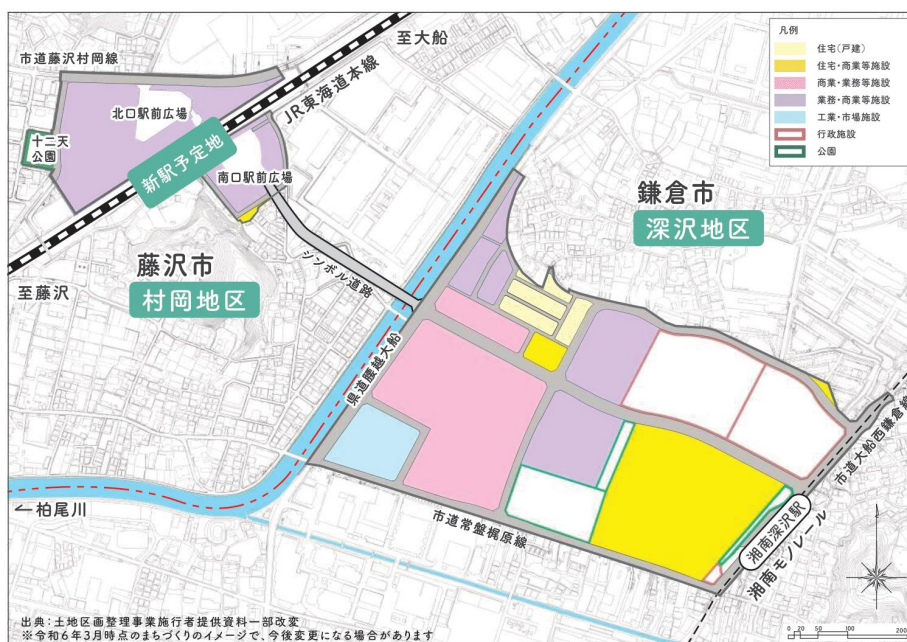 至大船
市道藤沢村岡線
JR東海道本線
北口駅前広場
十二天
公園
新駅予定地
南口駅前広場
藤沢市
村岡地区
至藤沢
シンボル道路
鎌倉市
深沢地区
県道腰越大船
市道大船西鎌倉線
湘南深沢駅
湘南モノレール
市道常盤梶原線
←柏尾川
凡例
住宅(戸建)
住宅・商業等施設
商業・業務等施設
業務・商業等施設
工業・市場施設
行政施設
公園
出典:土地区画整理事業施行者提供資料一部改変
※令和6年3月時点のまちづくりのイメージで、今後変更になる場合があります
0 20 50 100 200